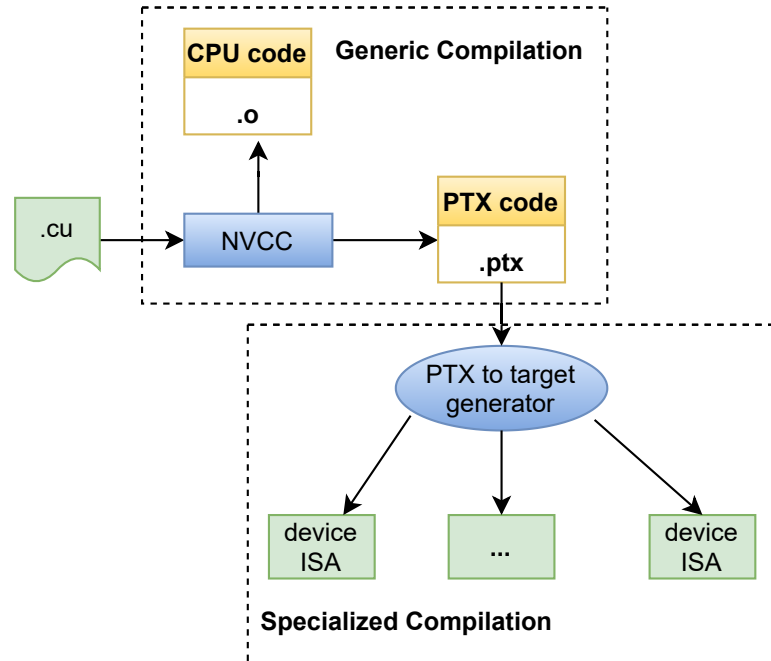 CPU code
Generic Compilation
.o
.cu
NVCC
PTX code
.ptx
PTX to target
generator
device
ISA
...
device
ISA
Specialized Compilation